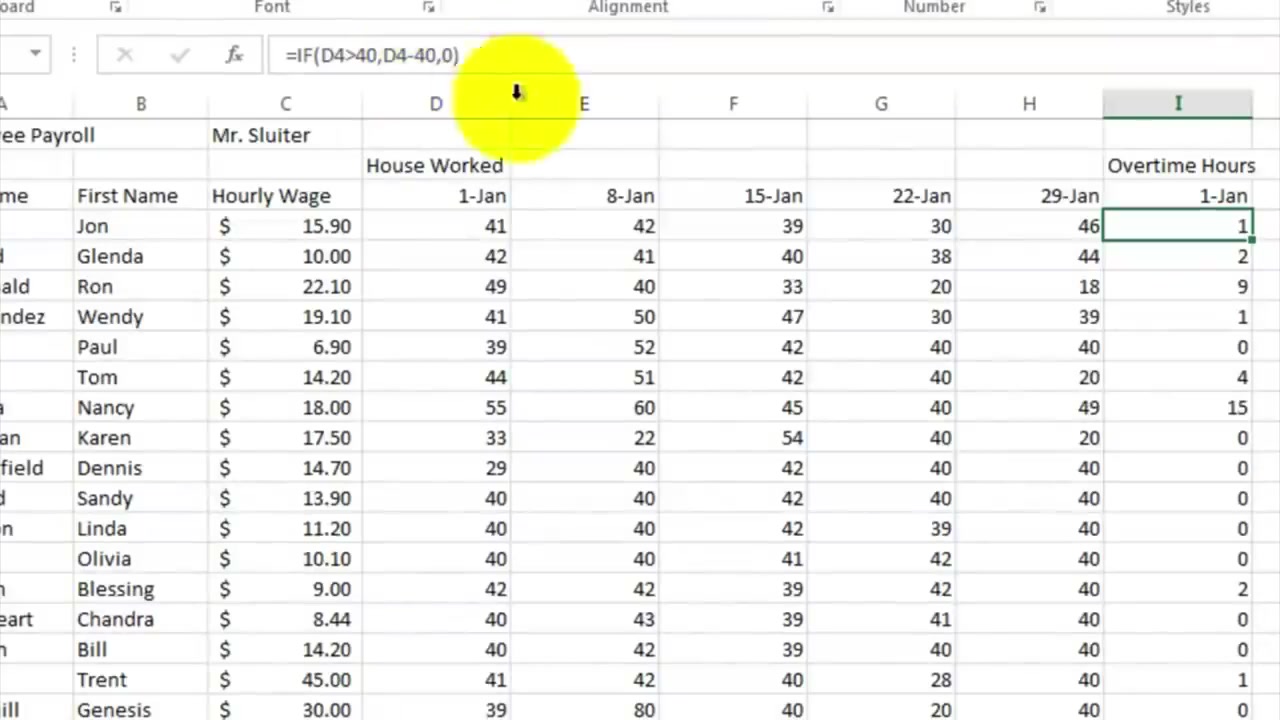 oard Font Alignment Number Styles
fx =IF(D4>40,D4-40,0)
A B C D E F G H I
ee Payroll Mr. Sluiter
House Worked Overtime Hours
me First Name Hourly Wage 1-Jan 8-Jan 15-Jan 22-Jan 29-Jan 1-Jan
Jon $ 15.90 41 42 39 30 46 1
d Glenda $ 10.00 42 41 40 38 44 2
ald Ron $ 22.10 49 40 33 20 18 9
ndez Wendy $ 19.10 41 50 47 30 39 1
Paul $ 6.90 39 52 42 40 40 0
Tom $ 14.20 44 51 42 40 20 4
a Nancy $ 18.00 55 60 45 40 49 15
an Karen $ 17.50 33 22 54 40 20 0
field Dennis $ 14.70 29 40 42 40 40 0
d Sandy $ 13.90 40 40 42 40 40 0
on Linda $ 11.20 40 40 42 39 40 0
Olivia $ 10.10 40 40 41 42 40 0
n Blessing $ 9.00 42 42 39 42 40 2
eart Chandra $ 8.44 40 43 39 41 40 0
n Bill $ 14.20 40 42 39 40 40 0
Trent $ 45.00 41 42 40 28 40 1
ill Genesis $ 30.00 39 80 40 20 40 0